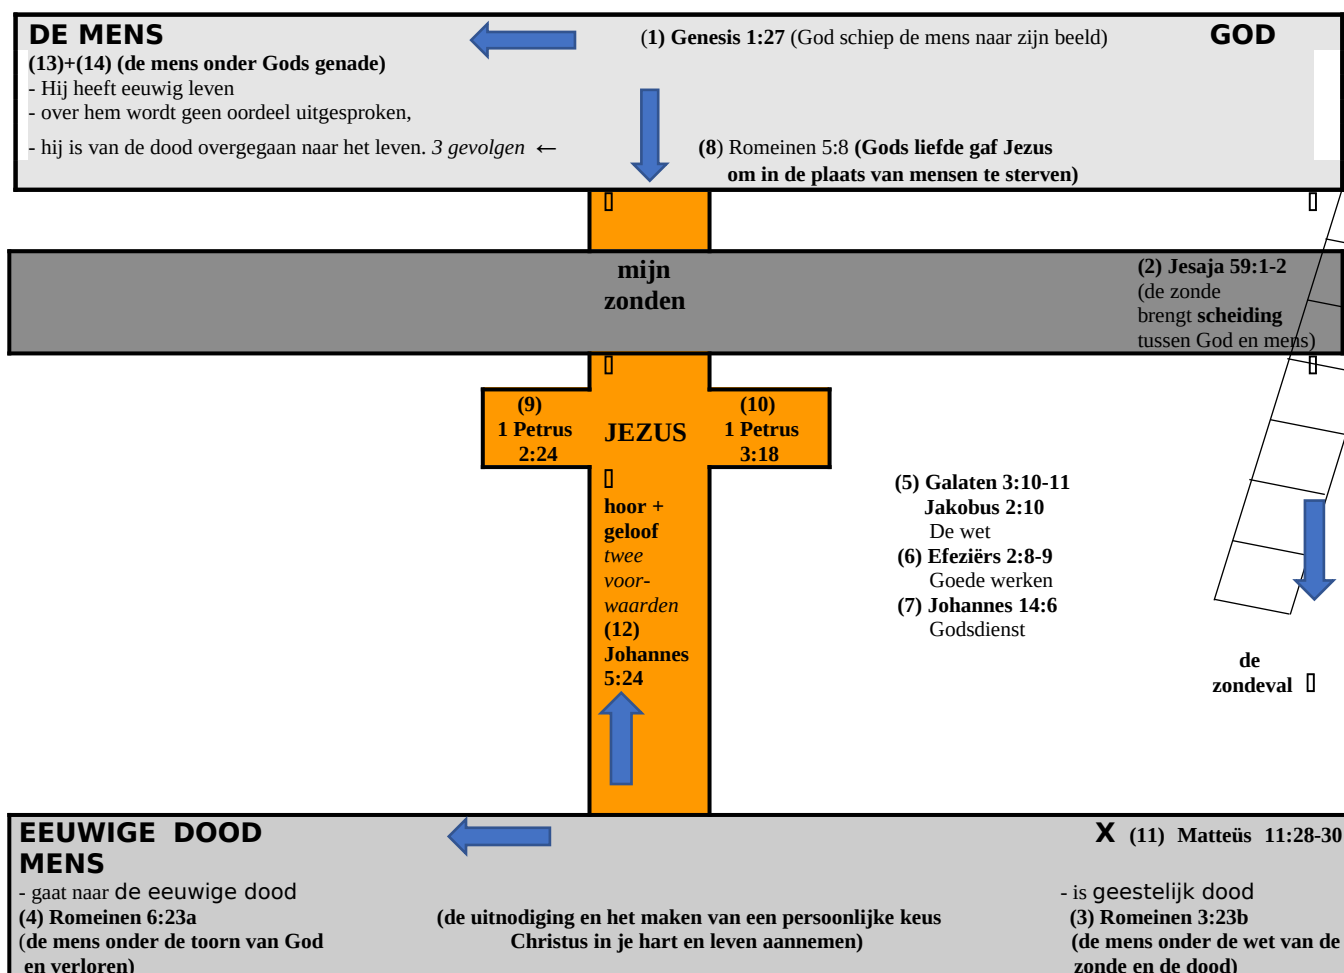 DE MENS
(1) Genesis 1:27 (God schiep de mens naar zijn beeld)
GOD
(13)+(14) (de mens onder Gods genade)
- Hij heeft eeuwig leven
- over hem wordt geen oordeel uitgesproken,
- hij is van de dood overgegaan naar het leven. 3 gevolgen ←
(8) Romeinen 5:8 (Gods liefde gaf Jezus
om in de plaats van mensen te sterven)
mijn
zonden
(2) Jesaja 59:1-2
(de zonde
brengt scheiding
tussen God en mens)
(9)
1 Petrus
2:24
JEZUS
(10)
1 Petrus
3:18
hoor +
geloof
twee
voor-
waarden
(12)
Johannes
5:24
(5) Galaten 3:10-11
Jakobus 2:10
De wet
(6) Efeziërs 2:8-9
Goede werken
(7) Johannes 14:6
Godsdienst
de
zondeval
EEUWIGE DOOD
MENS
- gaat naar de eeuwige dood
(4) Romeinen 6:23a
(de mens onder de toorn van God
en verloren)
(de uitnodiging en het maken van een persoonlijke keus
Christus in je hart en leven aannemen)
X (11) Matteüs 11:28-30
- is geestelijk dood
(3) Romeinen 3:23b
(de mens onder de wet van de
zonde en de dood)